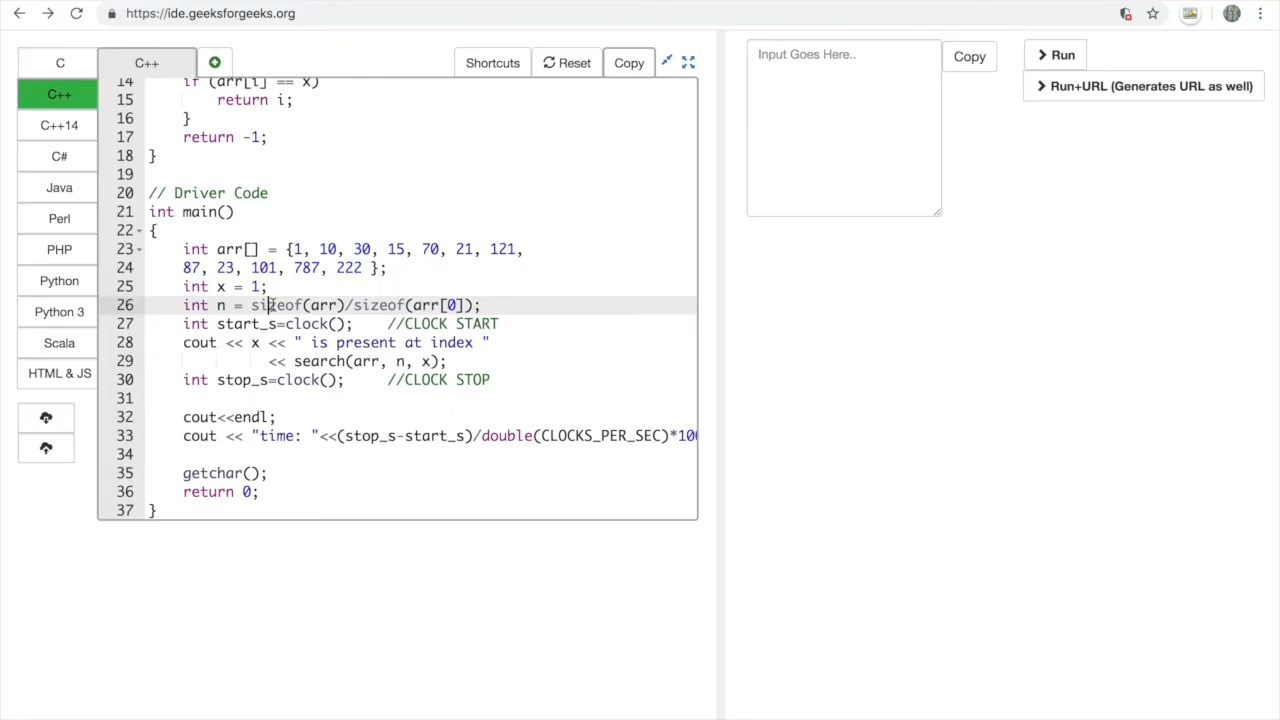 https://ide.geeksforgeeks.org
C
C++
C++14
C#
Java
Perl
PHP
Python
Python 3
Scala
HTML & JS
C++
Shortcuts
Reset
Copy
14 if (arr[i] == x)
15 return i;
16 }
17 return -1;
18 }
19
20 // Driver Code
21 int main()
22 {
23 int arr[] = {1, 10, 30, 15, 70, 21, 121,
24 87, 23, 101, 787, 222 };
25 int x = 1;
26 int n = sizeof(arr)/sizeof(arr[0]);
27 int start_s=clock(); //CLOCK START
28 cout << x << " is present at index "
29 << search(arr, n, x);
30 int stop_s=clock(); //CLOCK STOP
31
32 cout<<endl;
33 cout << "time: "<<(stop_s-start_s)/double(CLOCKS_PER_SEC)*100
34
35 getchar();
36 return 0;
37 }
Input Goes Here..
Copy
Run
Run+URL (Generates URL as well)